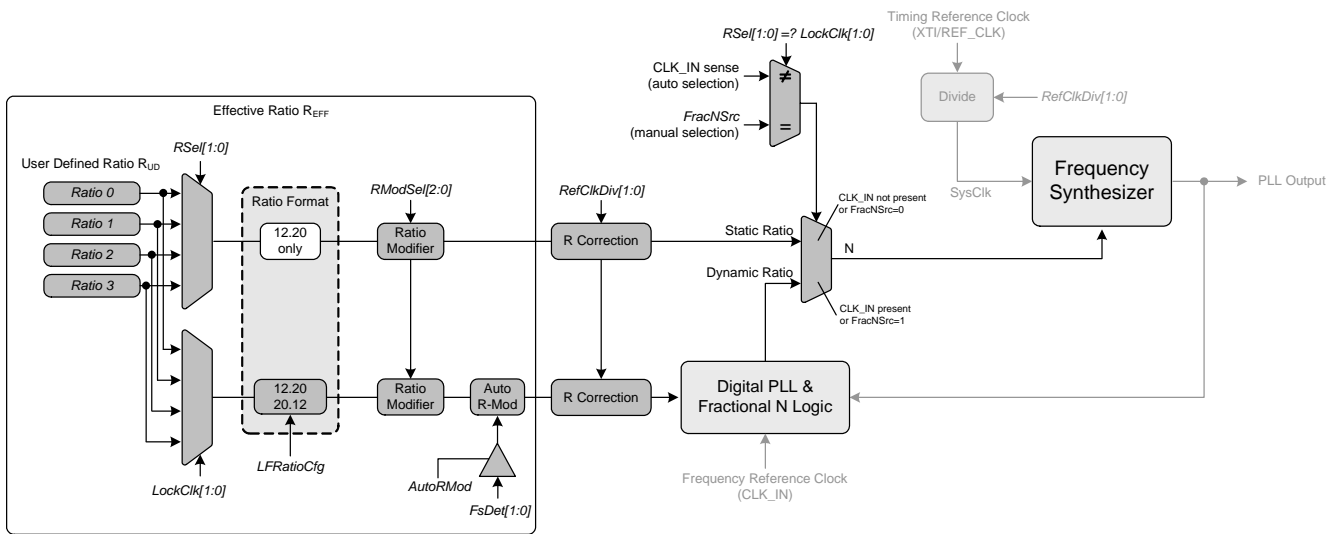 Timing Reference Clock
(XTI/REF_CLK)
RSel[1:0] =? LockClk[1:0]
CLK_IN sense
(auto selection)
≠
Divide
RefClkDiv[1:0]
Effective Ratio REFF
FracNSrc
(manual selection)
=
RSel[1:0]
User Defined Ratio RUD
Frequency
Synthesizer
PLL Output
SysClk
Ratio 0
Ratio 1
Ratio 2
Ratio 3
Ratio Format
12.20
only
RModSel[2:0]
Ratio
Modifier
RefClkDiv[1:0]
R Correction
Static Ratio
CLK_IN not present
or FracNSrc=0
N
Dynamic Ratio
CLK_IN present
or FracNSrc=1
12.20
20.12
Ratio
Modifier
Auto
R-Mod
R Correction
Digital PLL &
Fractional N Logic
LFRatioCfg
LockClk[1:0]
AutoRMod
FsDet[1:0]
Frequency Reference Clock
(CLK_IN)